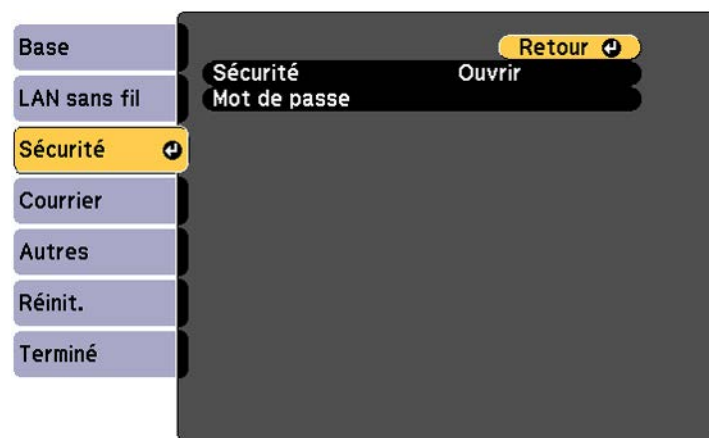 Base
LAN sans fil
Sécurité
Courrier
Autres
Réinit.
Terminé
Retour
Sécurité Ouvrir
Mot de passe